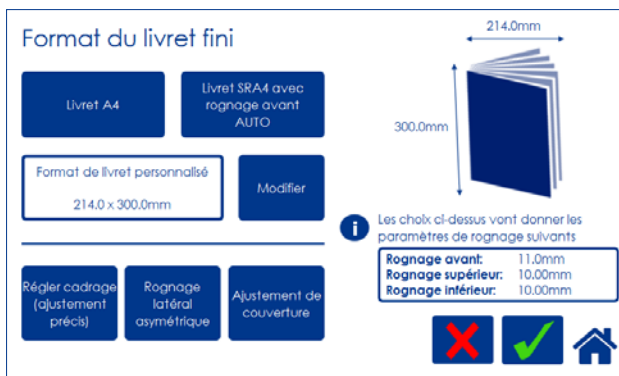 Format du livret fini
Livret A4
Livret SRA4 avec
rognage avant
AUTO
Format de livret personnalisé
214.0 x 300.0mm
Modifier
Régler cadrage
(ajustement
précis)
Rognage
latéral
asymétrique
Ajustement de
couverture
214.0mm
300.0mm
i
Les choix ci-dessus vont donner les
paramètres de rognage suivants
Rognage avant: 11.0mm
Rognage supérieur: 10.00mm
Rognage inférieur: 10.00mm